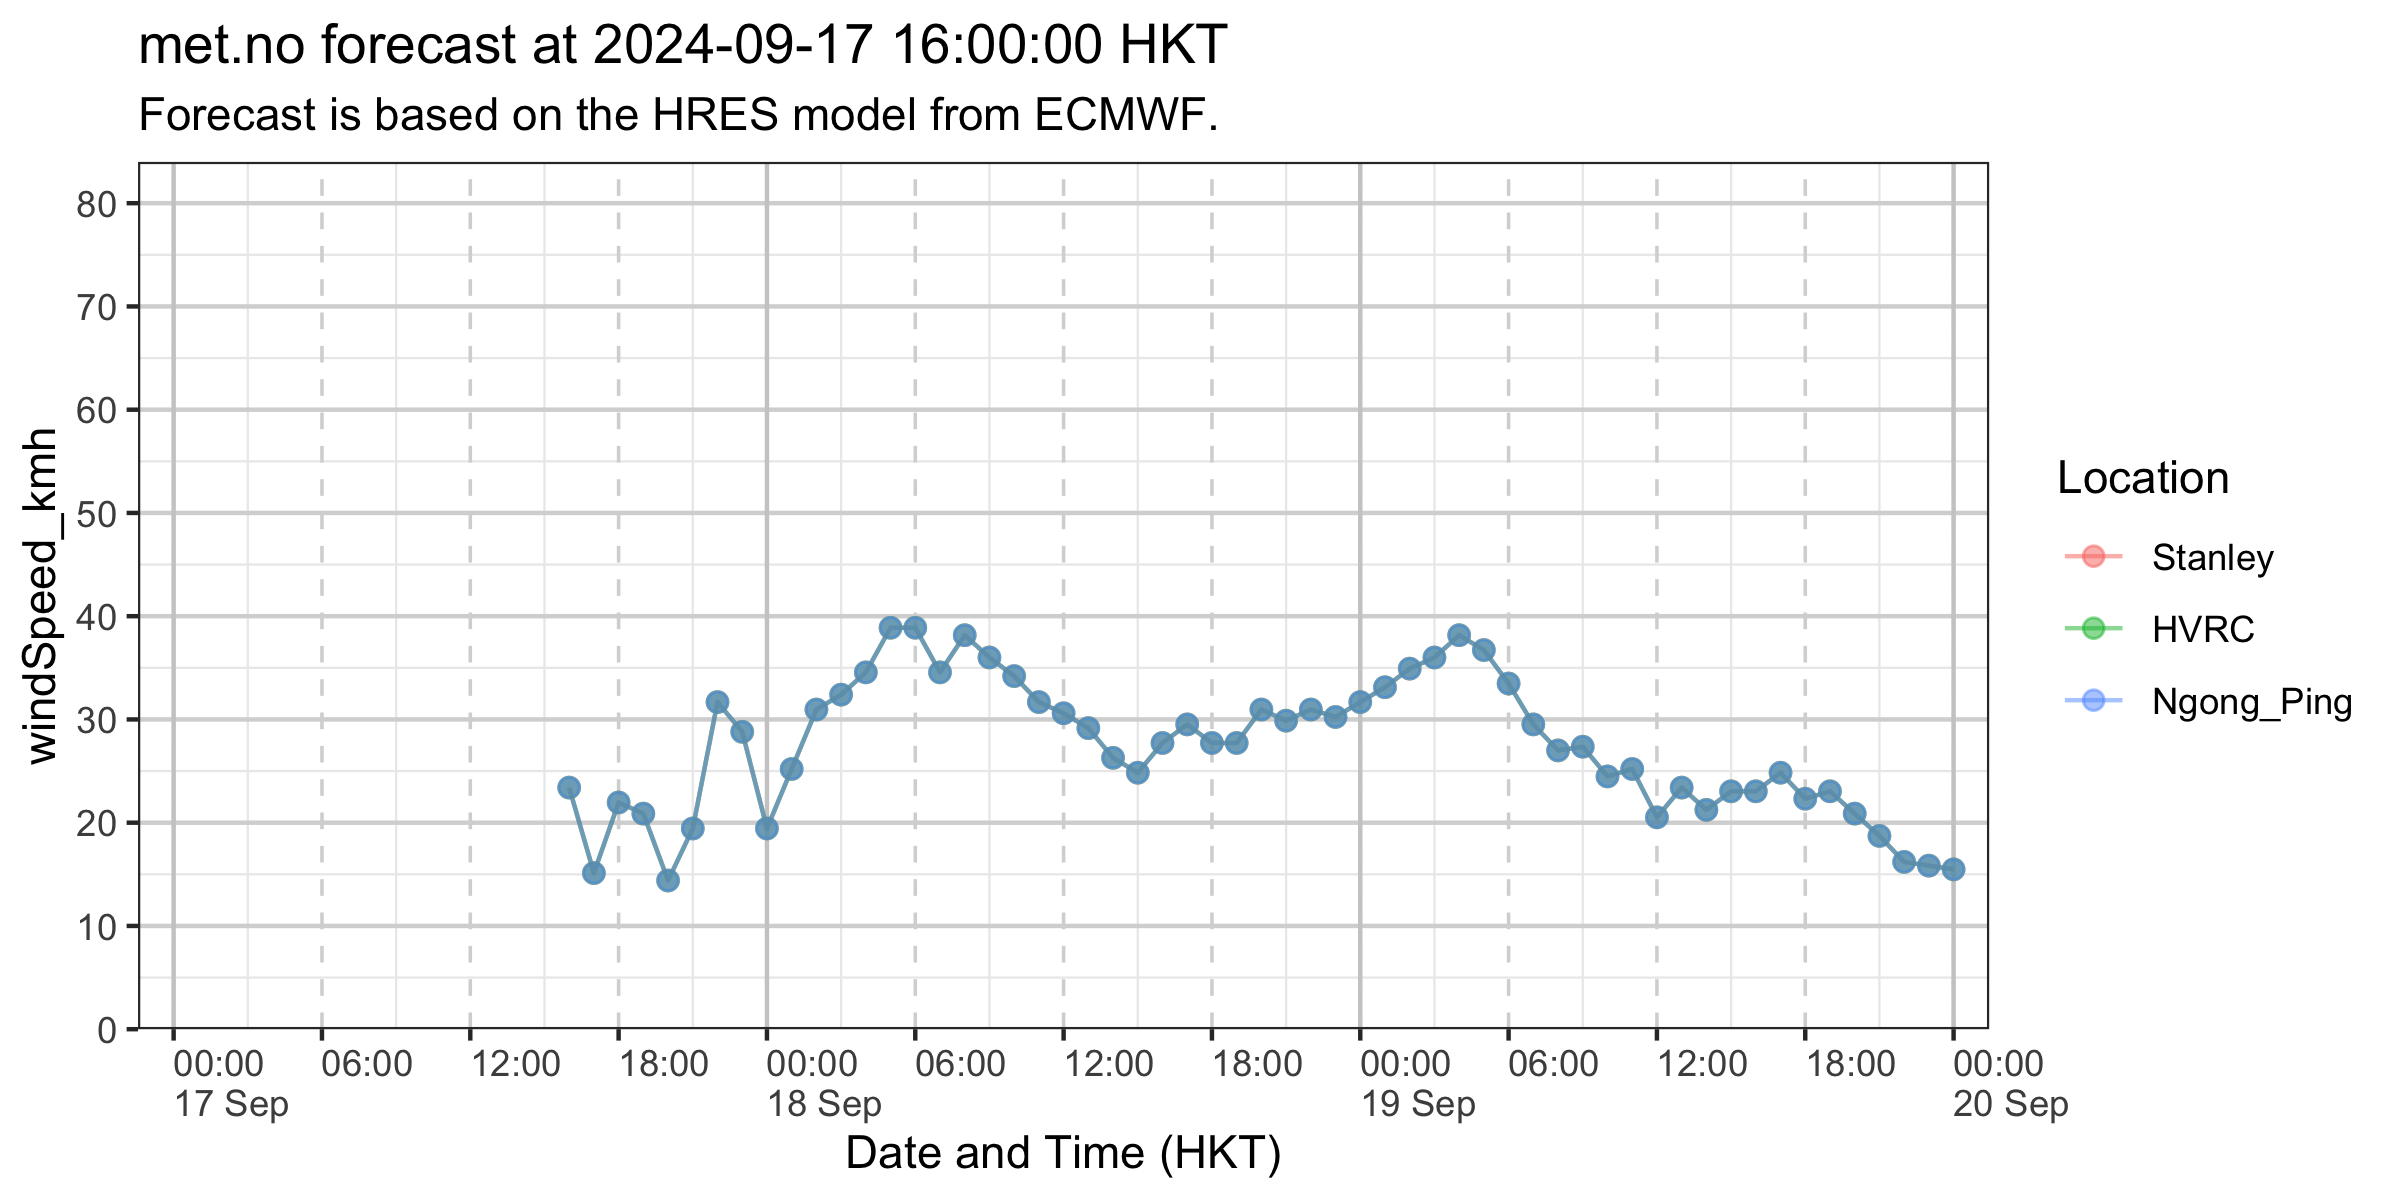 met.no forecast at 2024-09-17 16:00:00 HKT
Forecast is based on the HRES model from ECMWF.
windSpeed_kmh
80
70
60
50
40
30
20
10
0
00:00 06:00 12:00 18:00 00:00 06:00 12:00 18:00 00:00 06:00 12:00 18:00 00:00
17 Sep 18 Sep 19 Sep 20 Sep
Date and Time (HKT)
Location
Stanley
HVRC
Ngong_Ping